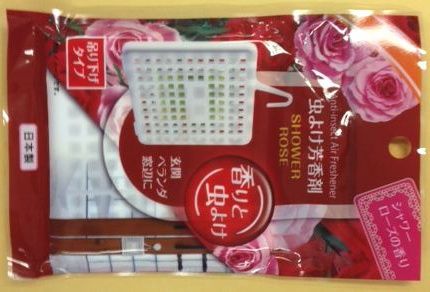 吊り下げ
タイプ
Anti-insect Air Freshener
虫よけ芳香剤
SHOWER
ROSE
香りと
虫よけ
玄関
ベランダ
窓辺に
シャワー
ローズの香り
日本製